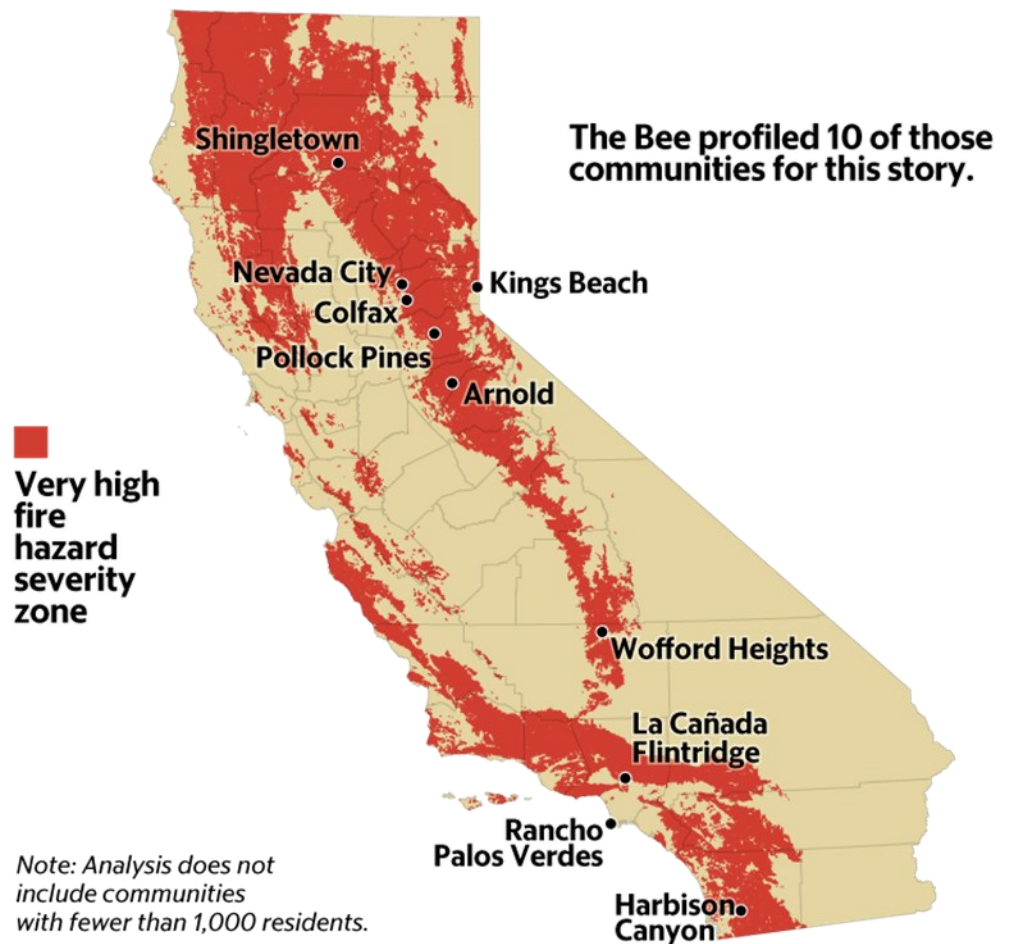 The Bee profiled 10 of those
communities for this story.
Shingletown
Nevada City
Kings Beach
Colfax
Pollock Pines
Arnold
Very high
fire
hazard
severity
zone
Wofford Heights
La Cañada
Flintridge
Rancho
Palos Verdes
Harbison
Canyon
Note: Analysis does not
include communities
with fewer than 1,000 residents.